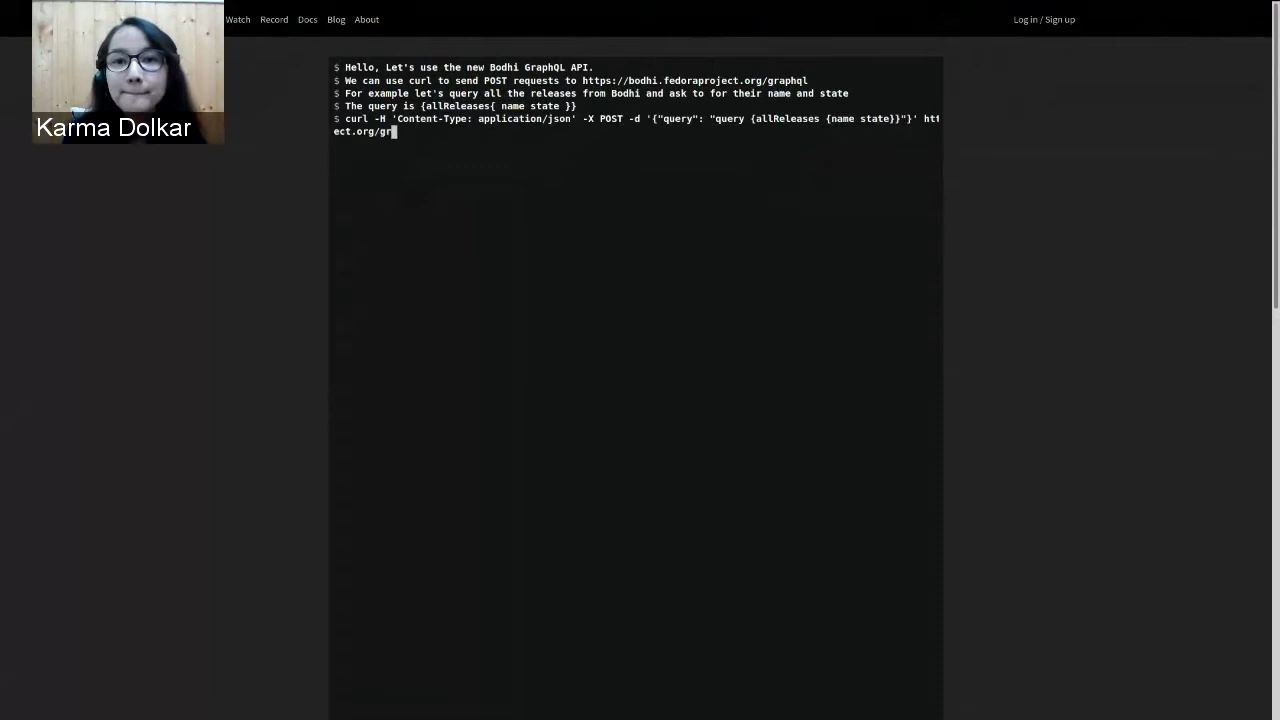 Watch Record Docs Blog About Log in / Sign up
Karma Dolkar
$ Hello, Let's use the new Bodhi GraphQL API.
$ We can use curl to send POST requests to https://bodhi.fedoraproject.org/graphql
$ For example let's query all the releases from Bodhi and ask to for their name and state
$ The query is {allReleases{ name state }}
$ curl -H 'Content-Type: application/json' -X POST -d '{"query": "query {allReleases {name state}}"}' htt
ect.org/gr